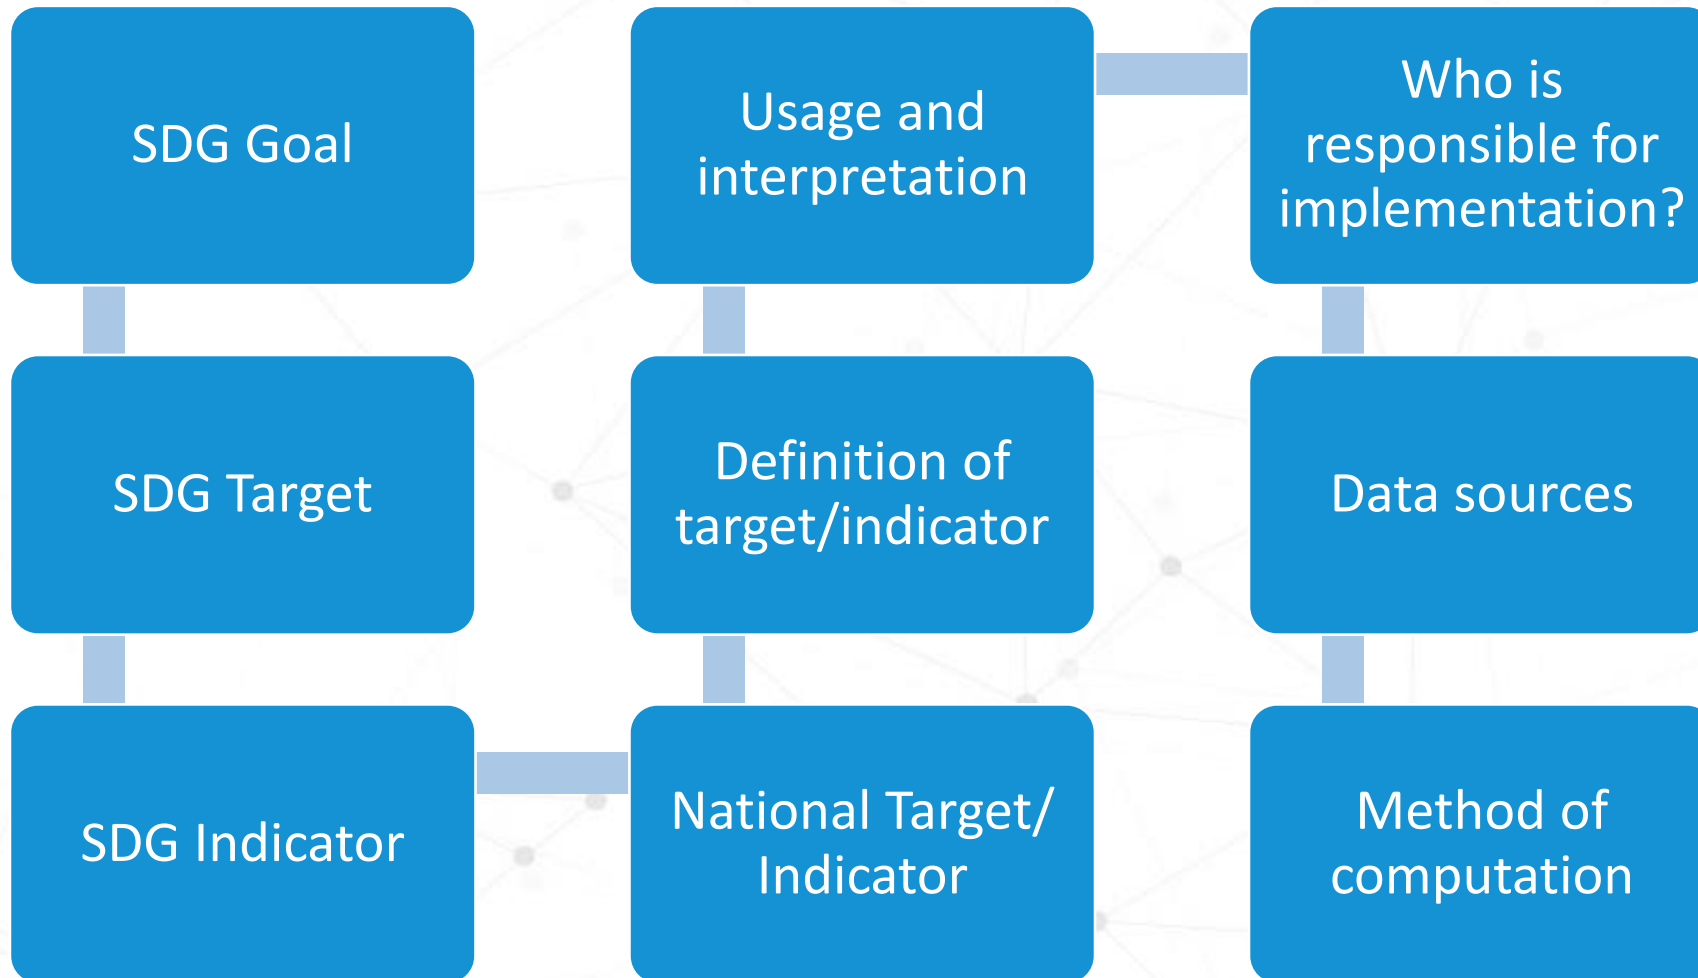 SDG Goal
SDG Target
SDG Indicator
National Target/
Indicator
Definition of
target/indicator
Usage and
interpretation
Who is
responsible for
implementation?
Data sources
Method of
computation